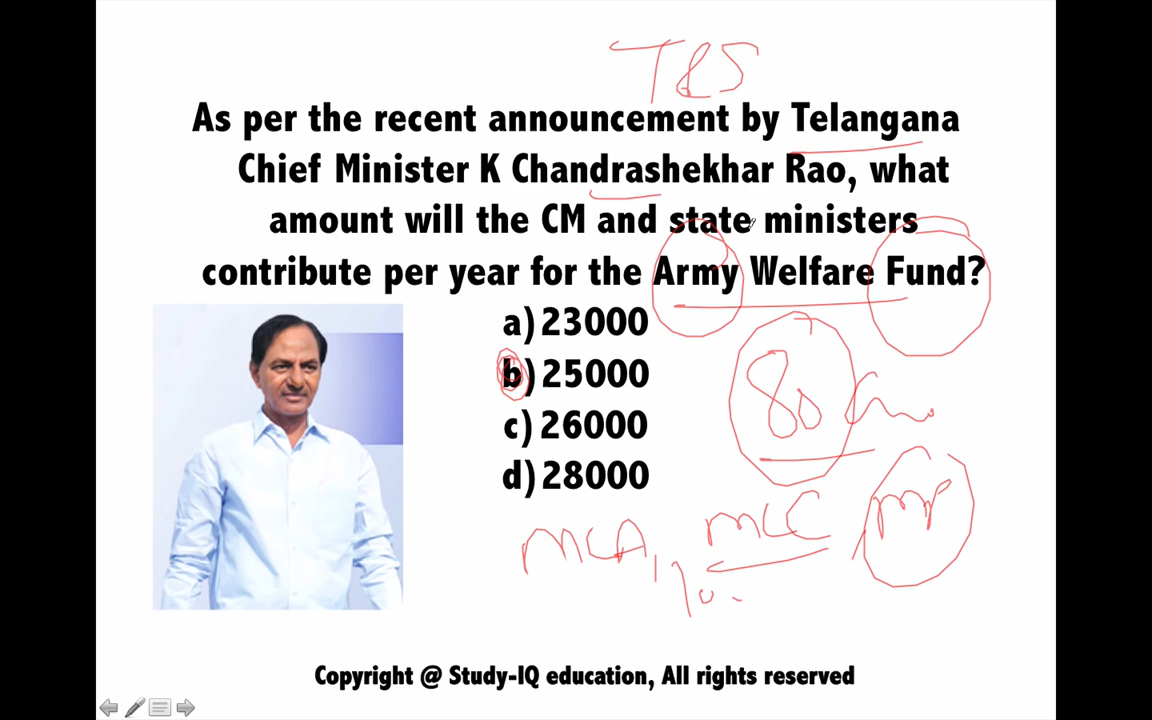 TRS
As per the recent announcement by Telangana
Chief Minister K Chandrashekhar Rao, what
amount will the CM and state ministers
contribute per year for the Army Welfare Fund?
a) 23000
b) 25000
c) 26000
d) 28000
80
MLA, MLC
Copyright @ Study-IQ education, All rights reserved